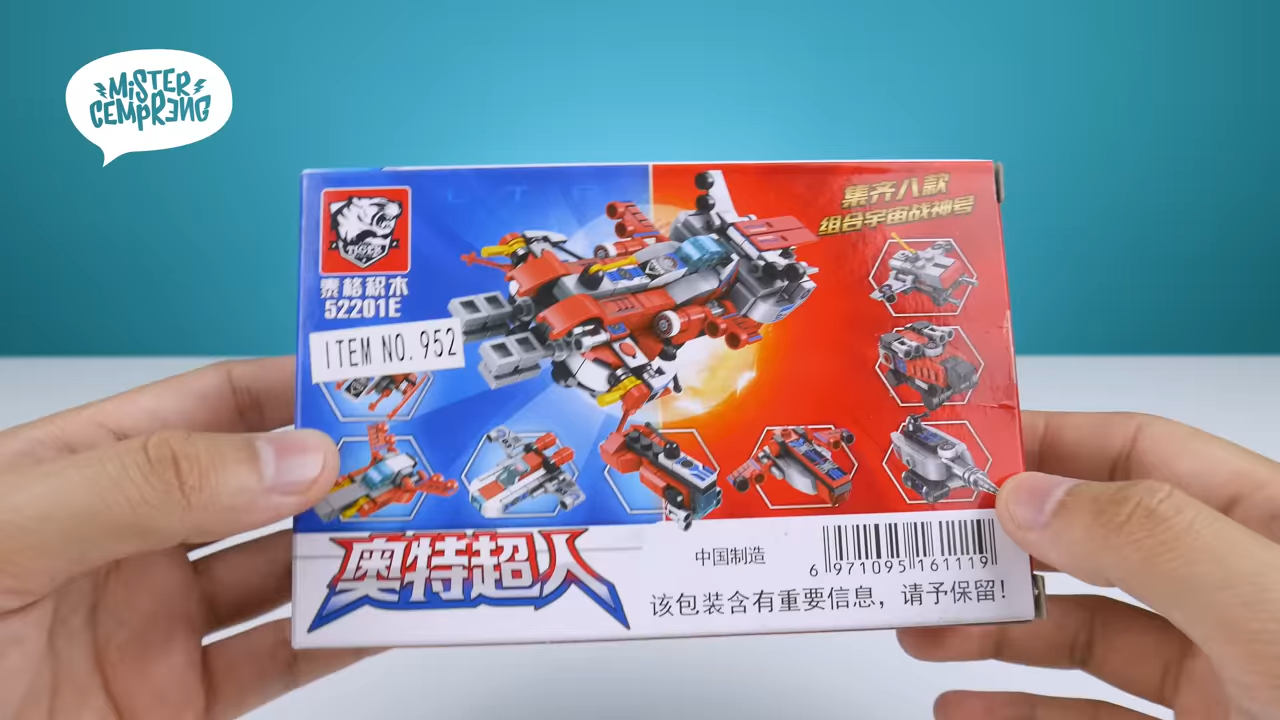 MiSTER
CEMPRENG
TIGER
泰格积木
52201E
ITEM NO. 952
集齐八款
组合宇宙战神号
奥特超人
中国制造
6 971095 161119
该包装含有重要信息，请予保留！